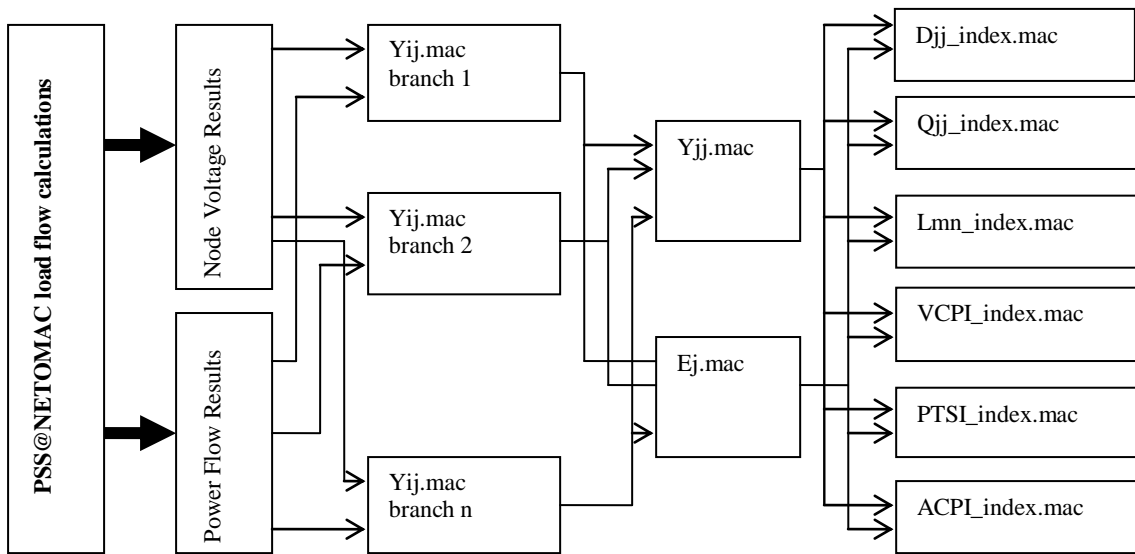 PSS@NETOMAC load flow calculations
Node Voltage Results
Power Flow Results
Yij.mac
branch 1
Yij.mac
branch 2
Yij.mac
branch n
Yjj.mac
Ej.mac
Djj_index.mac
Qjj_index.mac
Lmn_index.mac
VCPI_index.mac
PTSI_index.mac
ACPI_index.mac